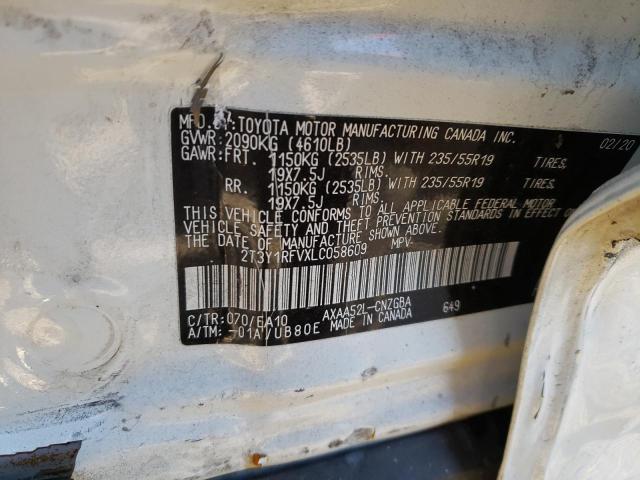 MFD. BY: TOYOTA MOTOR MANUFACTURING CANADA INC. 02/20
GVWR: 2090KG (4610LB)
GAWR: FRT. 1150KG (2535LB) WITH 235/55R19 TIRES,
19X7.5J RIMS.
RR. 1150KG (2535LB) WITH 235/55R19 TIRES,
19X7.5J RIMS.
THIS VEHICLE CONFORMS TO ALL APPLICABLE FEDERAL MOTOR
VEHICLE SAFETY AND THEFT PREVENTION STANDARDS IN EFFECT
THE DATE OF MANUFACTURE SHOWN ABOVE.
2T3Y1RFVXLC058609 MPV
C/TR: 070/EA10 AXAA52L-CNZGBA 649
A/TM: -01A/UB80E MADE IN CANADA